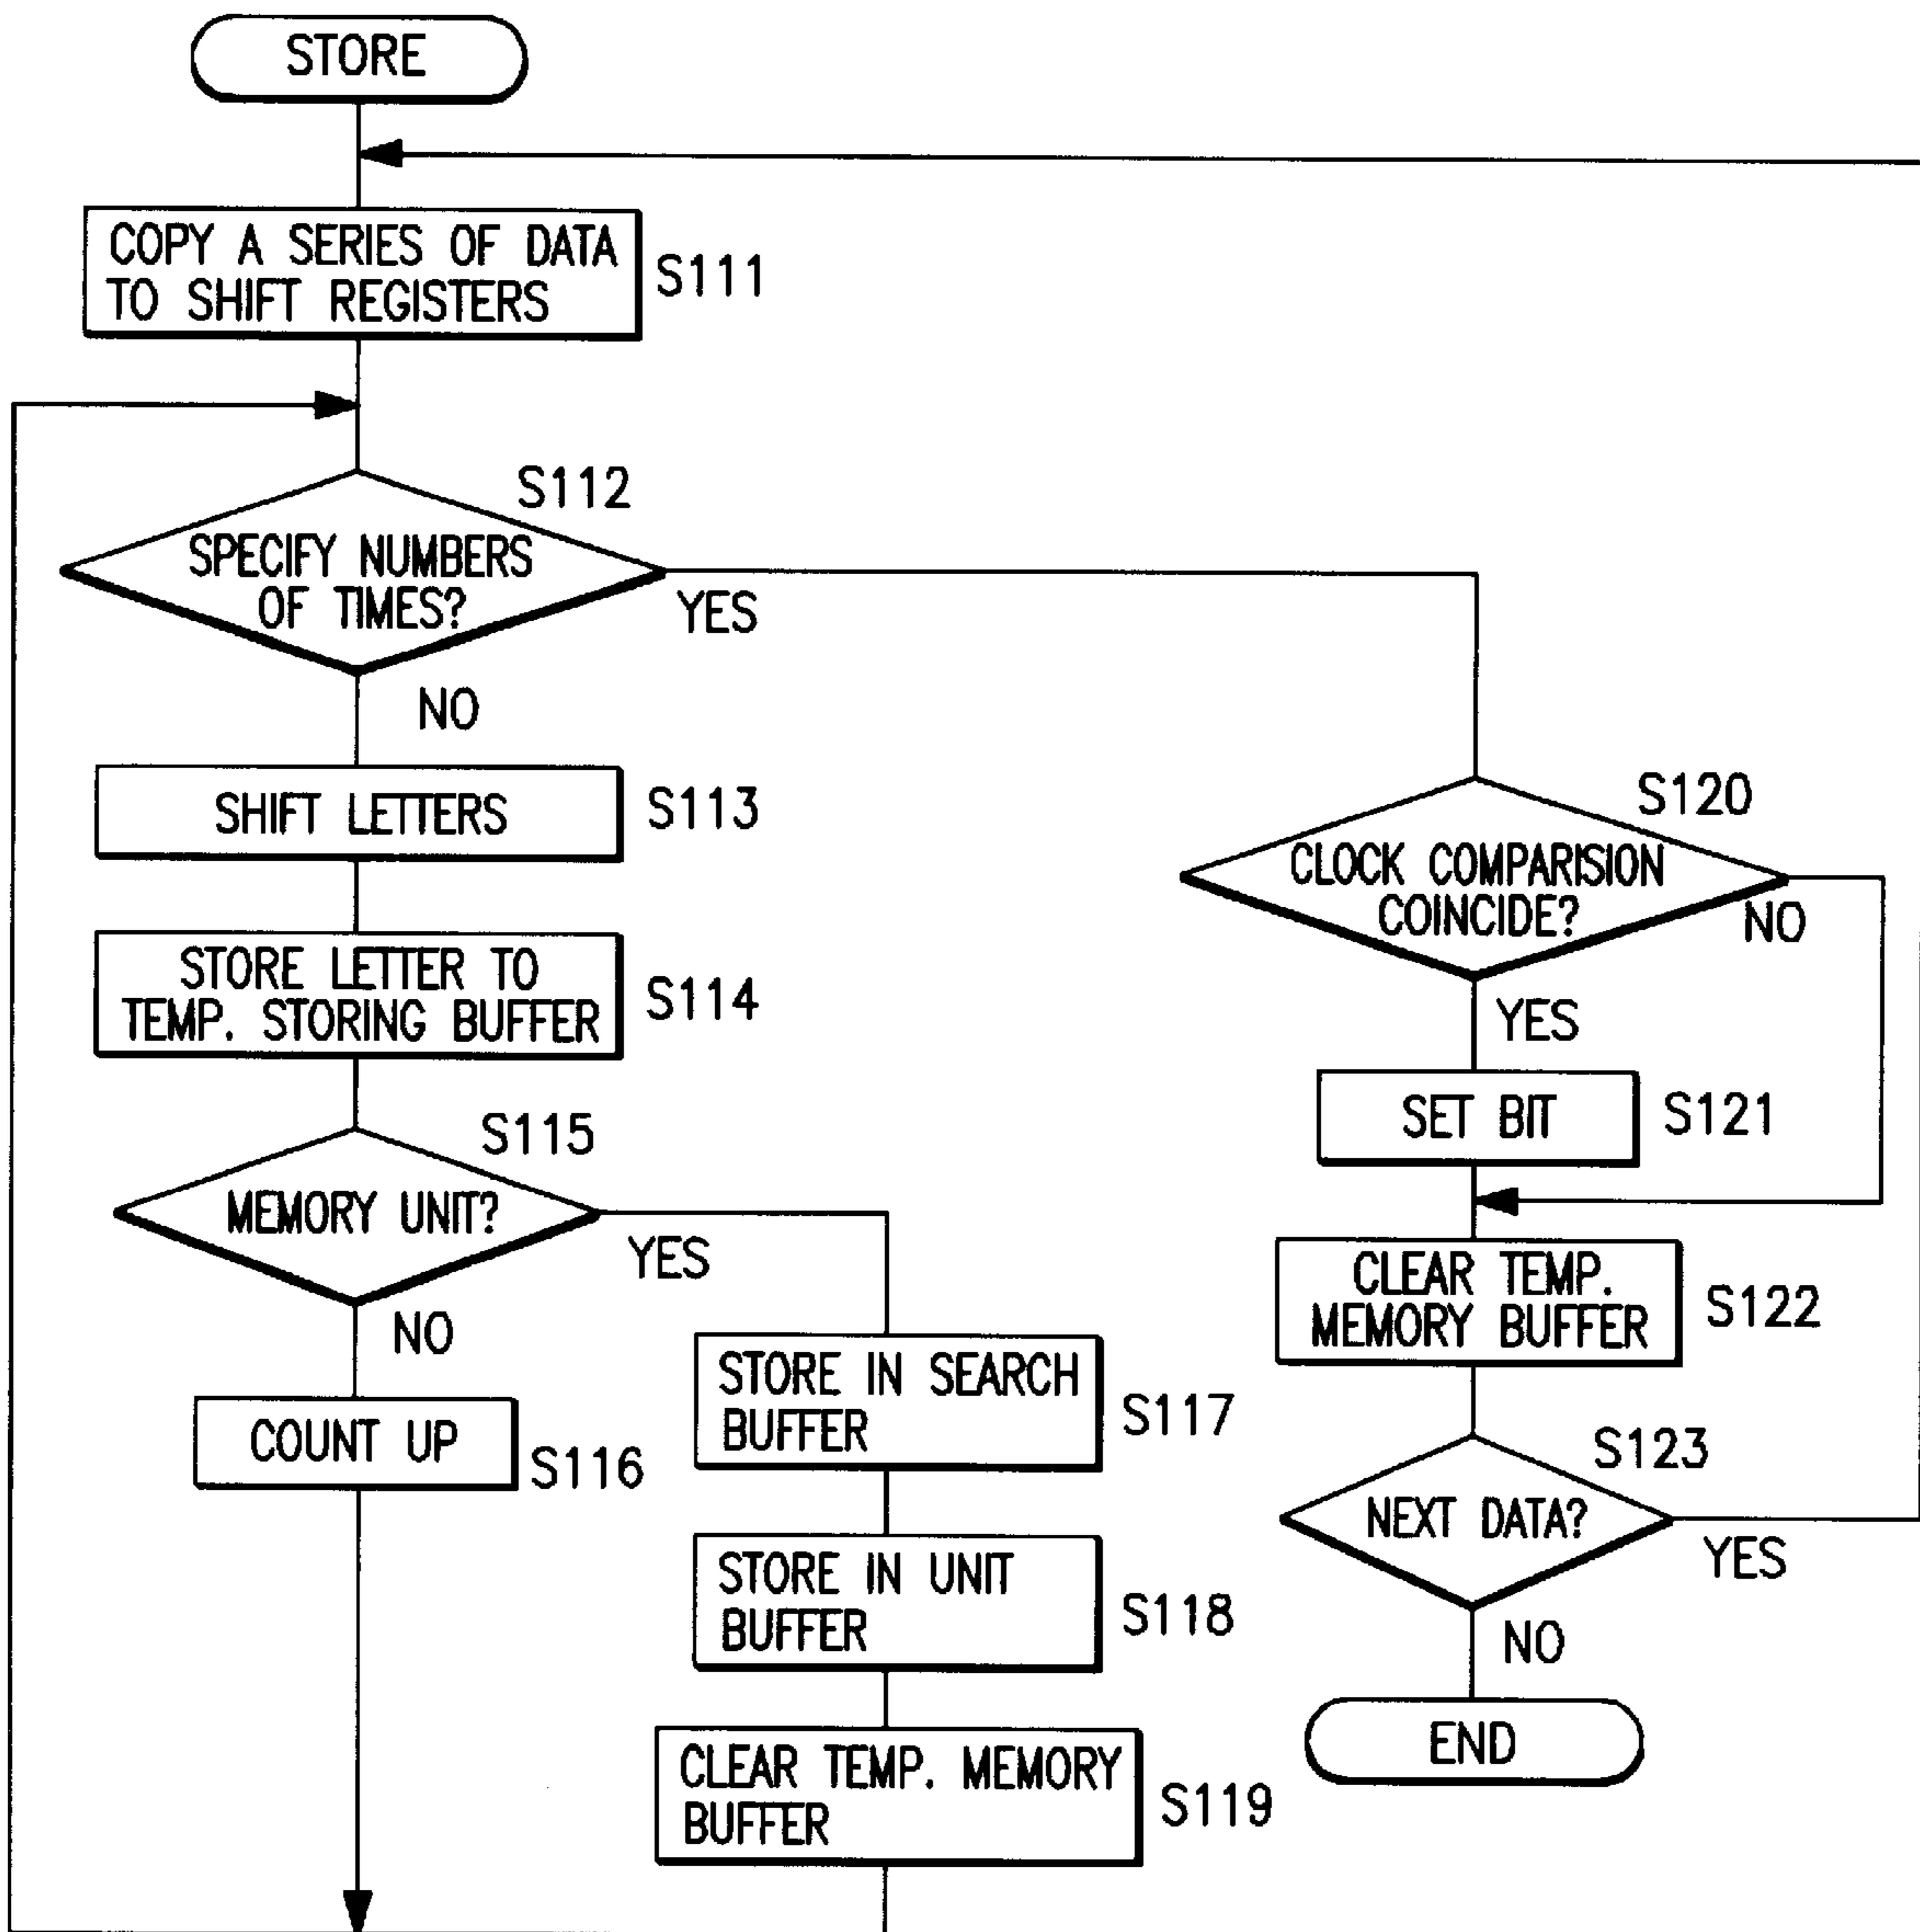 STORE
COPY A SERIES OF DATA
TO SHIFT REGISTERS
S111
S112
SPECIFY NUMBERS
OF TIMES?
YES
NO
SHIFT LETTERS
S113
STORE LETTER TO
TEMP. STORING BUFFER
S114
S115
MEMORY UNIT?
YES
NO
COUNT UP
S116
STORE IN SEARCH
BUFFER
S117
STORE IN UNIT
BUFFER
S118
CLEAR TEMP. MEMORY
BUFFER
S119
S120
CLOCK COMPARISION
COINCIDE?
NO
YES
SET BIT
S121
CLEAR TEMP.
MEMORY BUFFER
S122
S123
NEXT DATA?
YES
NO
END